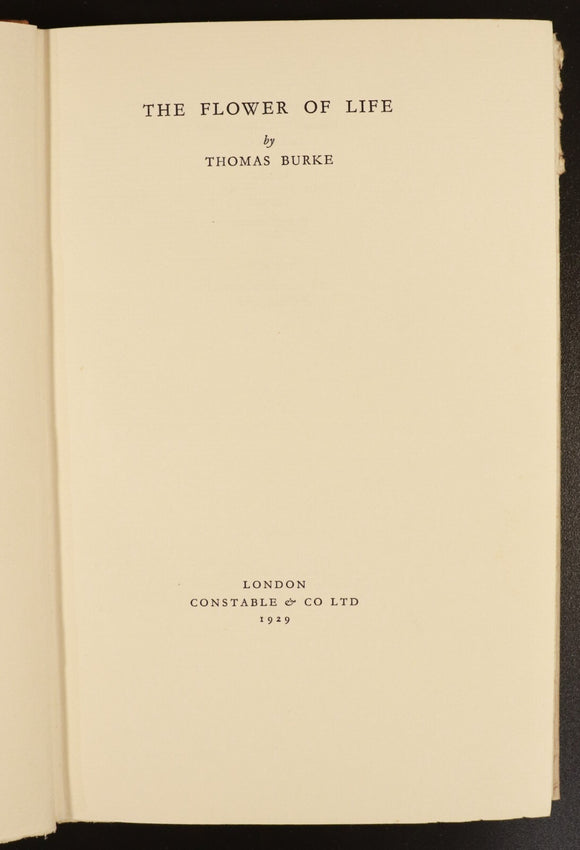 THE FLOWER OF LIFE
by
THOMAS BURKE
LONDON
CONSTABLE & CO LTD
1929